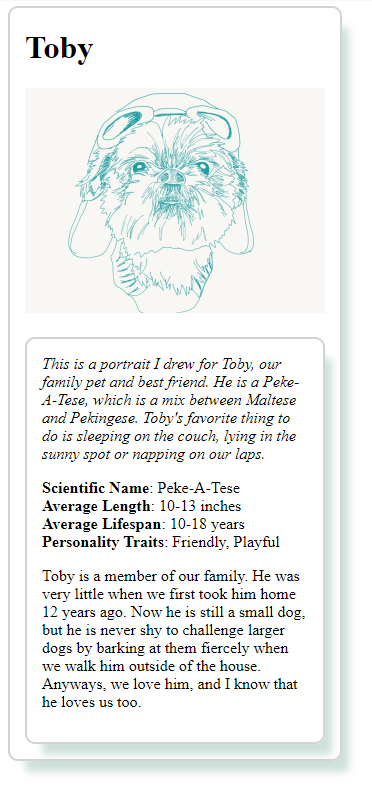 Toby
This is a portrait I drew for Toby, our
family pet and best friend. He is a Peke-
A-Tese, which is a mix between Maltese
and Pekingese. Toby's favorite thing to
do is sleeping on the couch, lying in the
sunny spot or napping on our laps.
Scientific Name: Peke-A-Tese
Average Length: 10-13 inches
Average Lifespan: 10-18 years
Personality Traits: Friendly, Playful
Toby is a member of our family. He was
very little when we first took him home
12 years ago. Now he is still a small dog,
but he is never shy to challenge larger
dogs by barking at them fiercely when
we walk him outside of the house.
Anyways, we love him, and I know that
he loves us too.